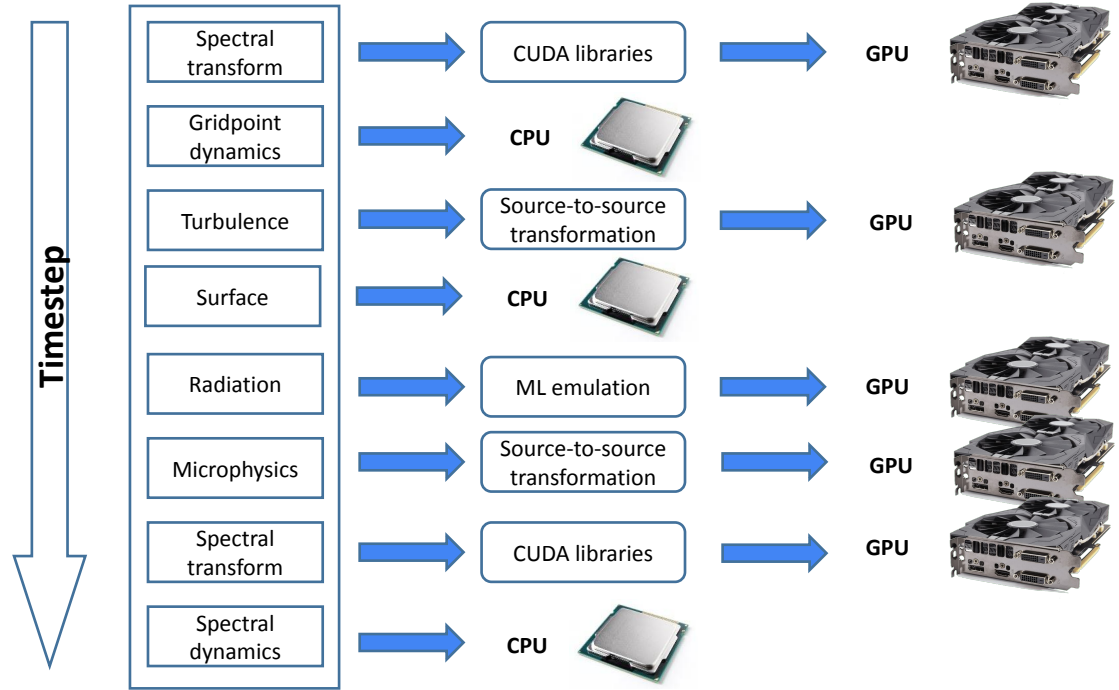 Timestep
Spectral
transform
CUDA libraries
GPU
Gridpoint
dynamics
CPU
Turbulence
Source-to-source
transformation
GPU
Surface
CPU
Radiation
ML emulation
GPU
Microphysics
Source-to-source
transformation
GPU
Spectral
transform
CUDA libraries
GPU
Spectral
dynamics
CPU